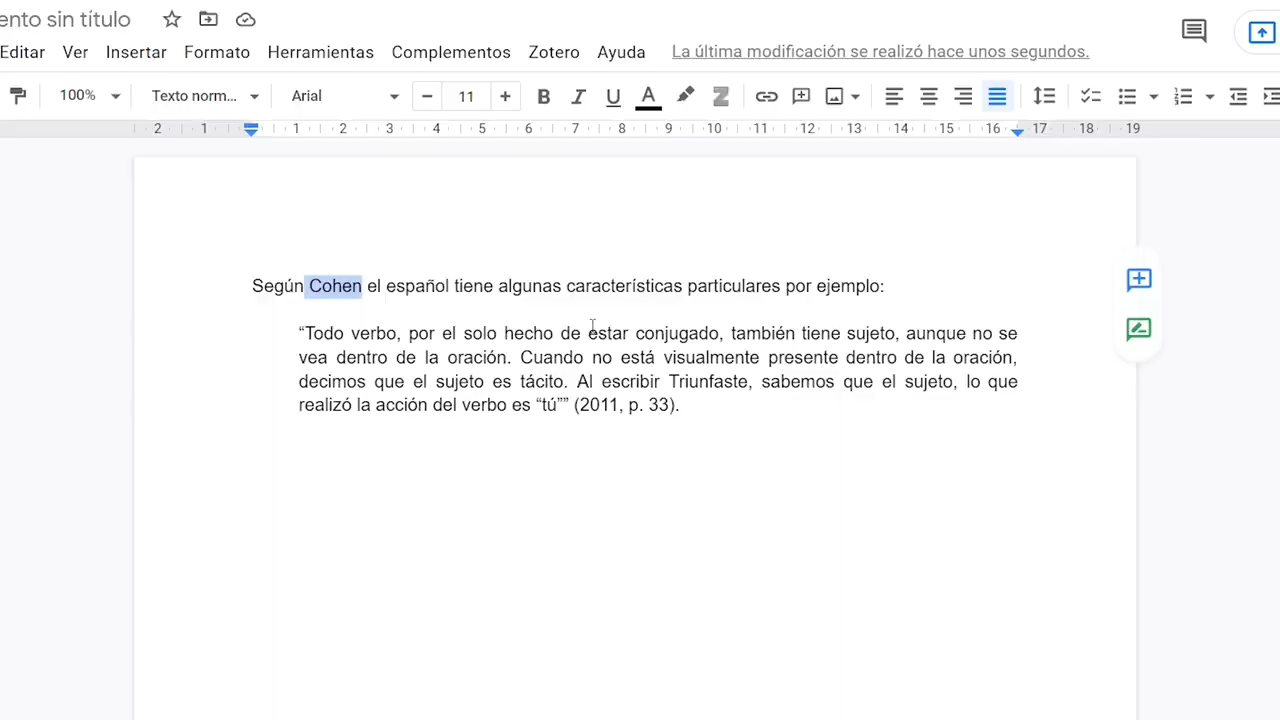 ento sin título
Editar Ver Insertar Formato Herramientas Complementos Zotero Ayuda La última modificación se realizó hace unos segundos.
100% Texto norm... Arial 11 B I U A Z
2 1 1 2 3 4 5 6 7 8 9 10 11 12 13 14 15 16 17 18 19
Según Cohen el español tiene algunas características particulares por ejemplo:
“Todo verbo, por el solo hecho de estar conjugado, también tiene sujeto, aunque no se
vea dentro de la oración. Cuando no está visualmente presente dentro de la oración,
decimos que el sujeto es tácito. Al escribir Triunfaste, sabemos que el sujeto, lo que
realizó la acción del verbo es “tú”” (2011, p. 33).